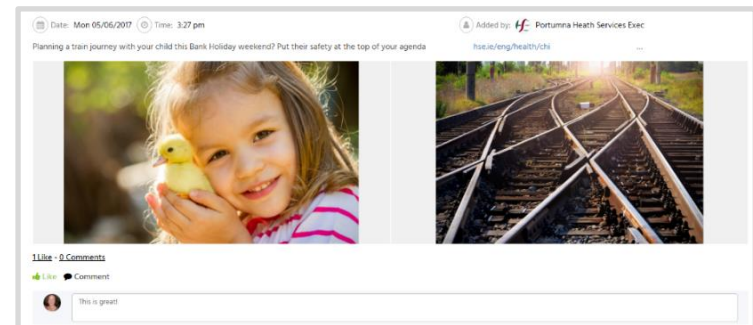 Date: Mon 05/06/2017 Time: 3:27 pm Added by: Portumna Heath Services Exec
Planning a train journey with your child this Bank Holiday weekend? Put their safety at the top of your agenda hse.ie/eng/health/chi ...
1 Like - 0 Comments
Like Comment
This is great!